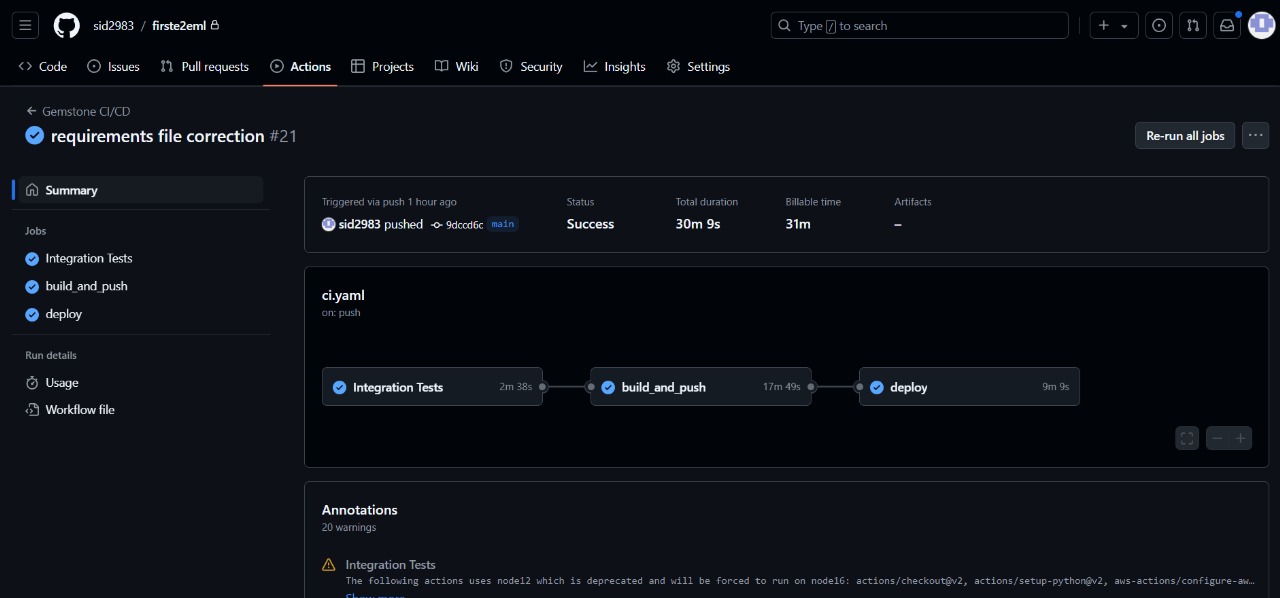 sid2983 / firste2eml
Type / to search
Code Issues Pull requests Actions Projects Wiki Security Insights Settings
← Gemstone CI/CD
requirements file correction #21
Re-run all jobs
Summary
Jobs
Integration Tests
build_and_push
deploy
Run details
Usage
Workflow file
Triggered via push 1 hour ago
sid2983 pushed 9dccd6c main
Status
Success
Total duration
30m 9s
Billable time
31m
Artifacts
–
ci.yaml
on: push
Integration Tests 2m 38s
build_and_push 17m 49s
deploy 9m 9s
Annotations
20 warnings
Integration Tests
The following actions uses node12 which is deprecated and will be forced to run on node16: actions/checkout@v2, actions/setup-python@v2, aws-actions/configure-aw…
Show more